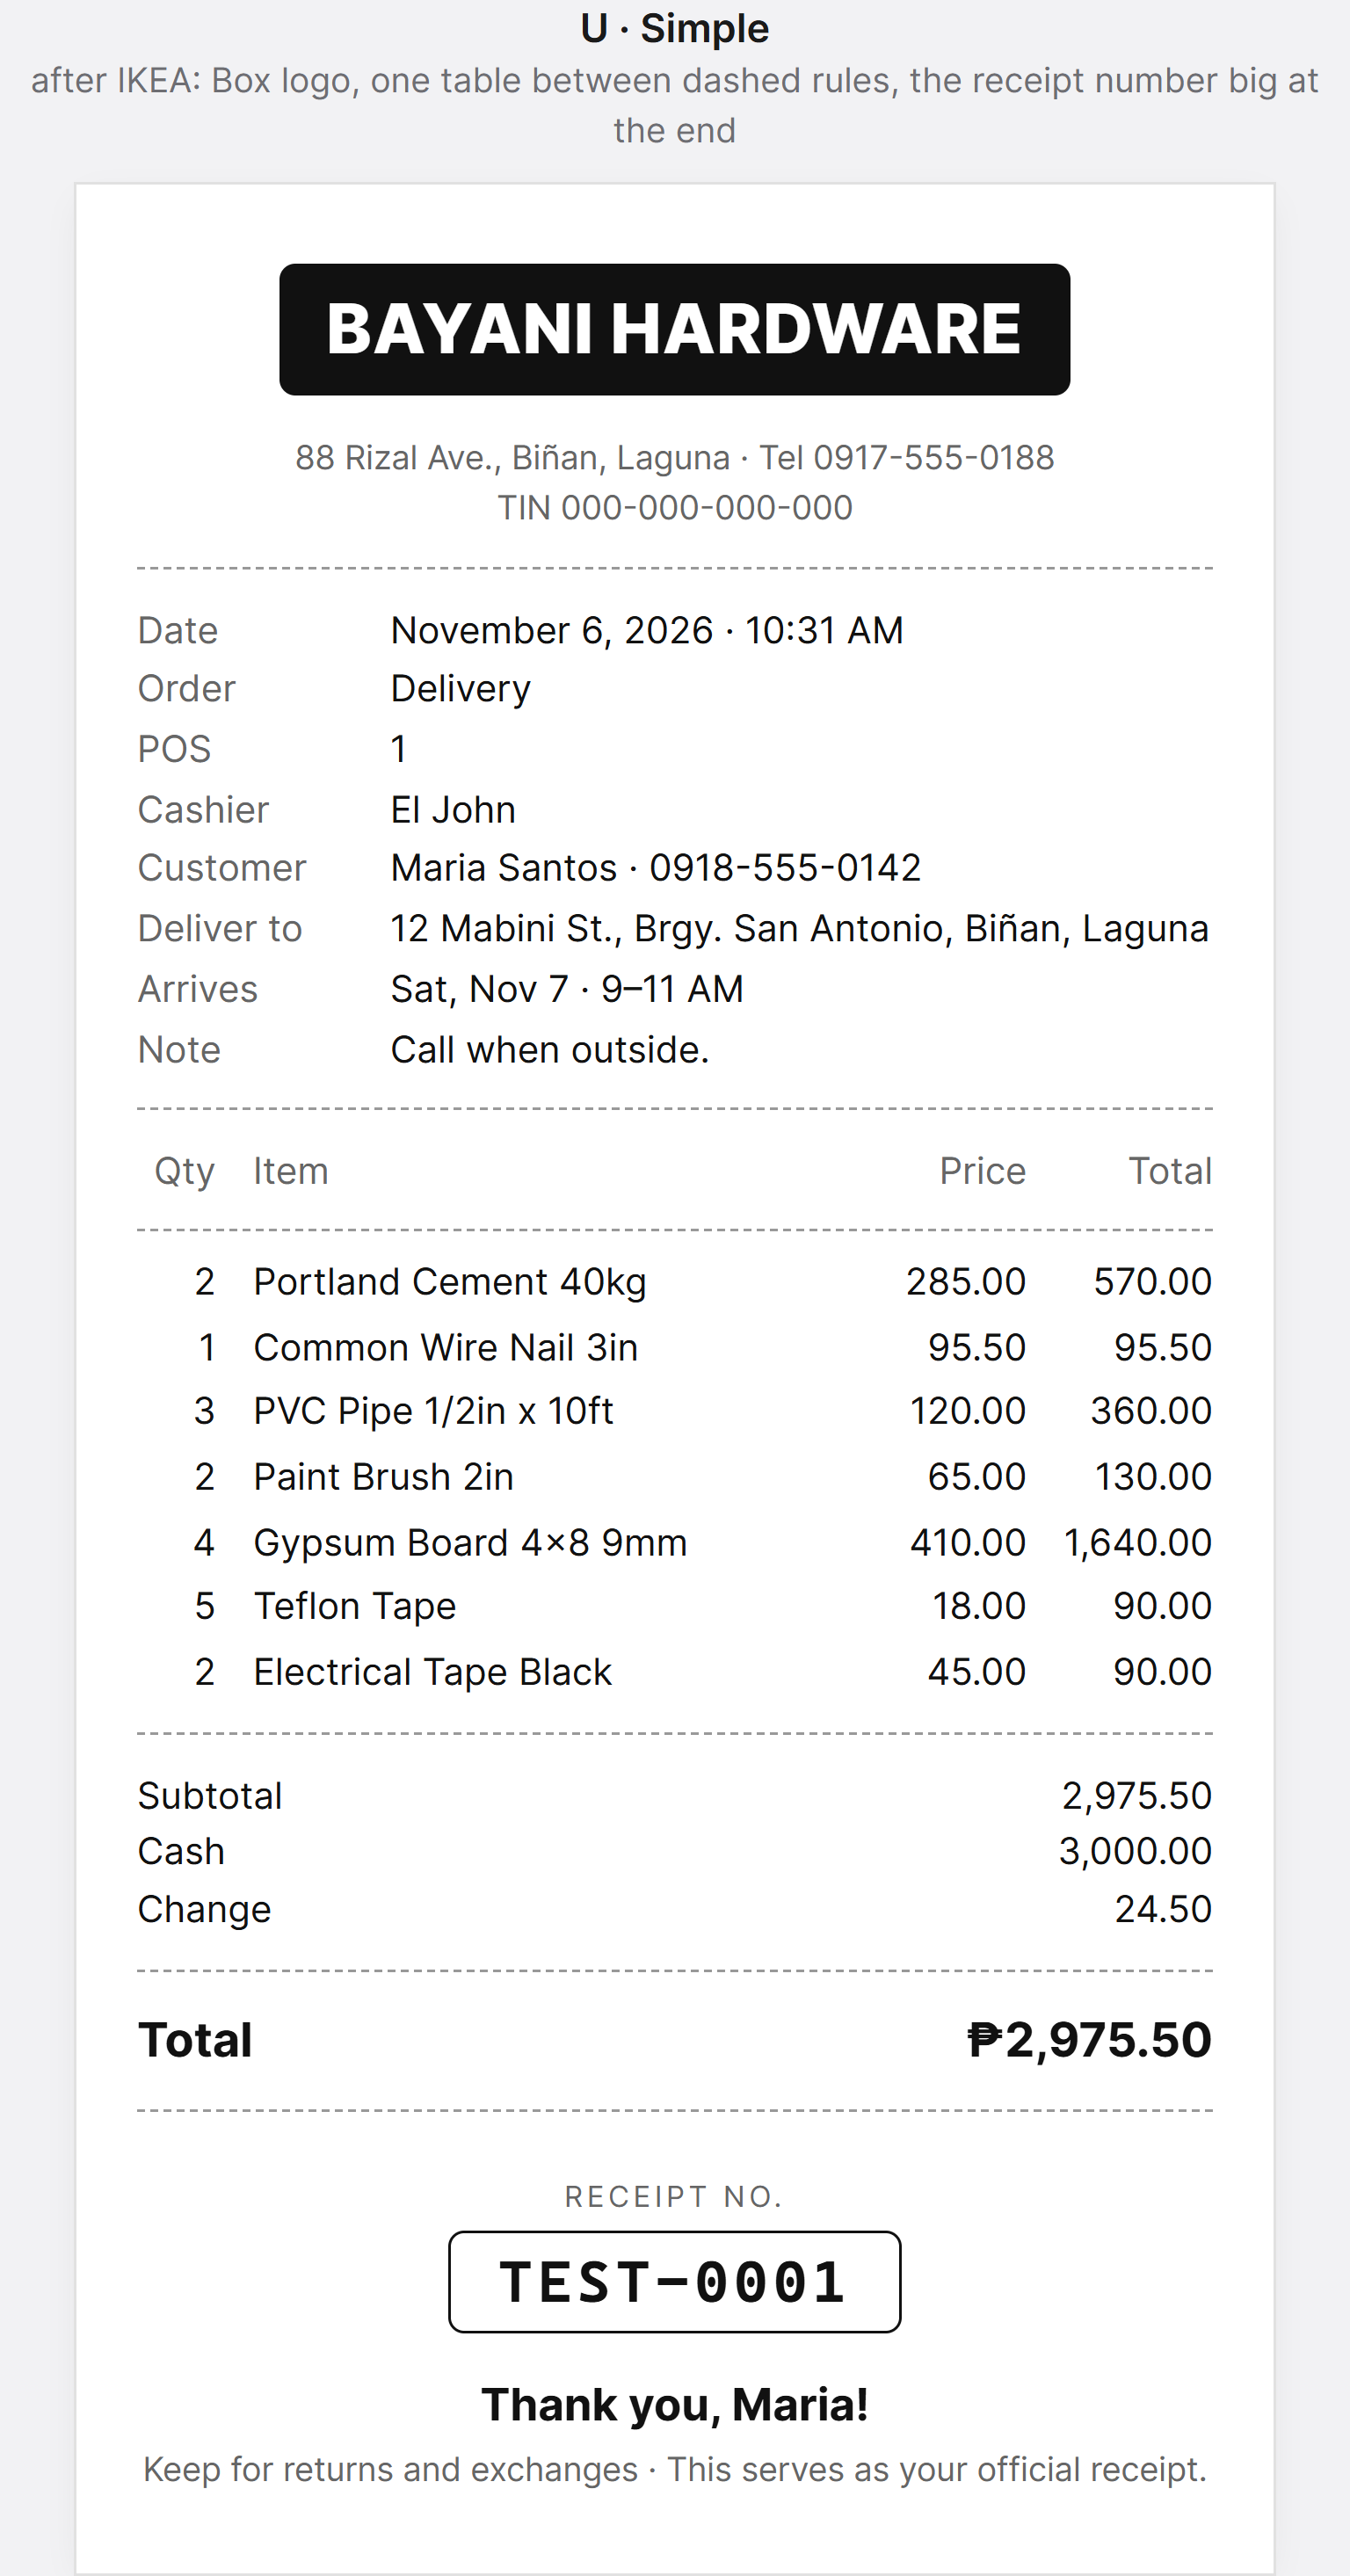 U · Simple
after IKEA: Box logo, one table between dashed rules, the receipt number big at
the end
BAYANI HARDWARE
88 Rizal Ave., Biñan, Laguna · Tel 0917-555-0188
TIN 000-000-000-000
Date November 6, 2026 · 10:31 AM
Order Delivery
POS 1
Cashier El John
Customer Maria Santos · 0918-555-0142
Deliver to 12 Mabini St., Brgy. San Antonio, Biñan, Laguna
Arrives Sat, Nov 7 · 9–11 AM
Note Call when outside.
Qty Item Price Total
2 Portland Cement 40kg 285.00 570.00
1 Common Wire Nail 3in 95.50 95.50
3 PVC Pipe 1/2in x 10ft 120.00 360.00
2 Paint Brush 2in 65.00 130.00
4 Gypsum Board 4×8 9mm 410.00 1,640.00
5 Teflon Tape 18.00 90.00
2 Electrical Tape Black 45.00 90.00
Subtotal 2,975.50
Cash 3,000.00
Change 24.50
Total ₱2,975.50
RECEIPT NO.
TEST-0001
Thank you, Maria!
Keep for returns and exchanges · This serves as your official receipt.